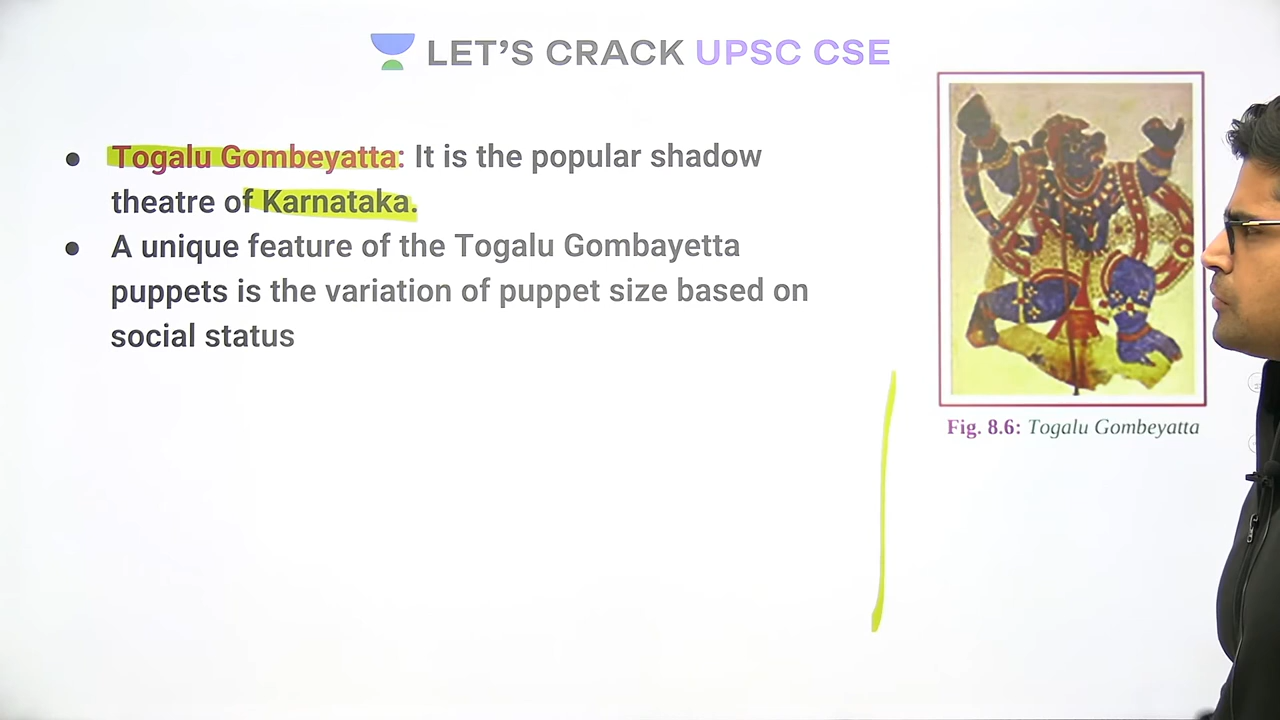 LET'S CRACK UPSC CSE
● Togalu Gombeyatta: It is the popular shadow
theatre of Karnataka.
● A unique feature of the Togalu Gombayetta
puppets is the variation of puppet size based on
social status
Fig. 8.6: Togalu Gombeyatta